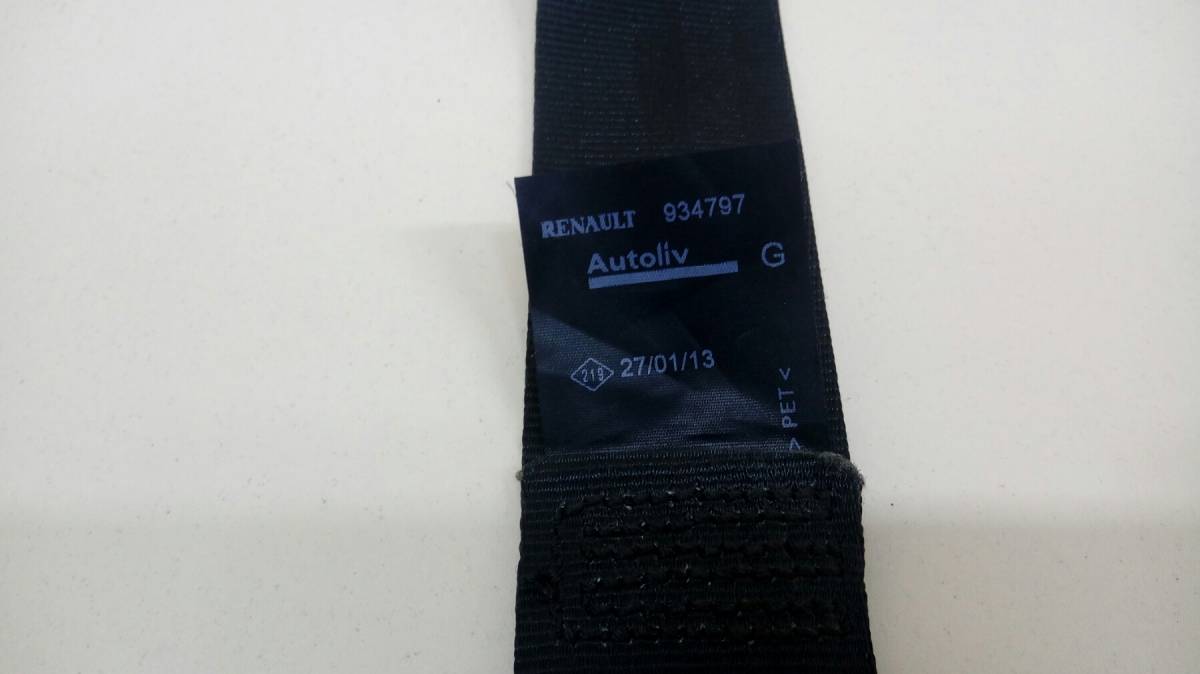 RENAULT 934797
Autoliv G
219 27/01/13
> PET <